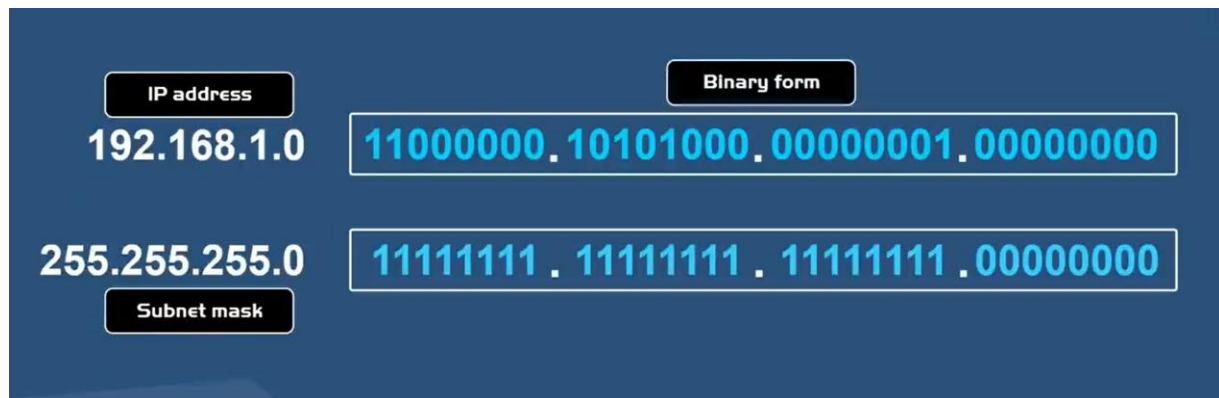 IP address
Binary form
192.168.1.0
11000000.10101000.00000001.00000000
255.255.255.0
11111111 . 11111111 . 11111111 .00000000
Subnet mask